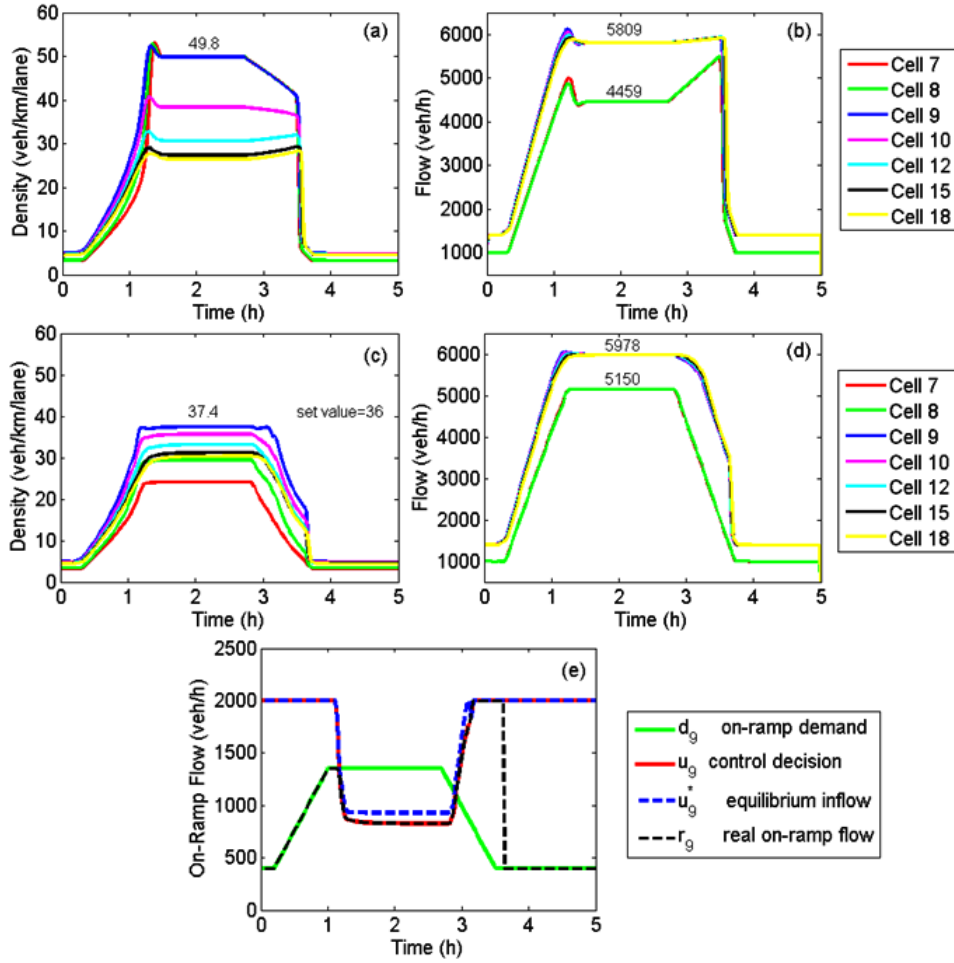 (a)
49.8
Density (veh/km/lane)
60
50
40
30
20
10
0
0 1 2 3 4 5
Time (h)
(b)
5809
4459
Flow (veh/h)
6000
5000
4000
3000
2000
1000
0 1 2 3 4 5
Time (h)
Cell 7
Cell 8
Cell 9
Cell 10
Cell 12
Cell 15
Cell 18
(c)
37.4
set value=36
Density (veh/km/lane)
60
50
40
30
20
10
0
0 1 2 3 4 5
Time (h)
(d)
5978
5150
Flow (veh/h)
6000
5000
4000
3000
2000
1000
0 1 2 3 4 5
Time (h)
Cell 7
Cell 8
Cell 9
Cell 10
Cell 12
Cell 15
Cell 18
(e)
On-Ramp Flow (veh/h)
2500
2000
1500
1000
500
0
0 1 2 3 4 5
Time (h)
d9 on-ramp demand
u9 control decision
u9* equilibrium inflow
r9 real on-ramp flow